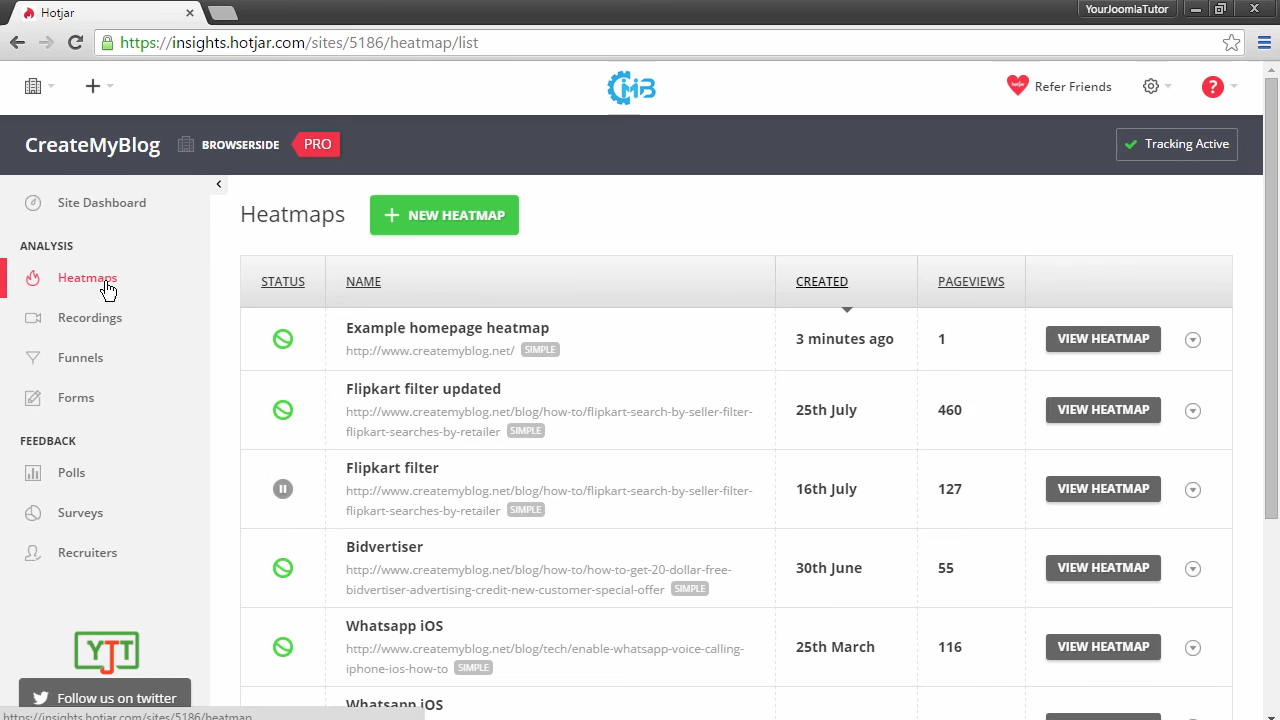 Hotjar
YourJoomlaTutor
https://insights.hotjar.com/sites/5186/heatmap/list
CMB
hotjar
Refer Friends
?
CreateMyBlog
BROWSERSIDE
PRO
Tracking Active
Site Dashboard
ANALYSIS
Heatmaps
Recordings
Funnels
Forms
FEEDBACK
Polls
Surveys
Recruiters
YJT
Follow us on twitter
https://insights.hotjar.com/sites/5186/heatmap
Heatmaps
+ NEW HEATMAP
STATUS NAME CREATED PAGEVIEWS
Example homepage heatmap
http://www.createmyblog.net/ SIMPLE
3 minutes ago 1 VIEW HEATMAP
Flipkart filter updated
http://www.createmyblog.net/blog/how-to/flipkart-search-by-seller-filter-
flipkart-searches-by-retailer SIMPLE
25th July 460 VIEW HEATMAP
Flipkart filter
http://www.createmyblog.net/blog/how-to/flipkart-search-by-seller-filter-
flipkart-searches-by-retailer SIMPLE
16th July 127 VIEW HEATMAP
Bidvertiser
http://www.createmyblog.net/blog/how-to/how-to-get-20-dollar-free-
bidvertiser-advertising-credit-new-customer-special-offer SIMPLE
30th June 55 VIEW HEATMAP
Whatsapp iOS
http://www.createmyblog.net/blog/tech/enable-whatsapp-voice-calling-
iphone-ios-how-to SIMPLE
25th March 116 VIEW HEATMAP
Whatsapp iOS